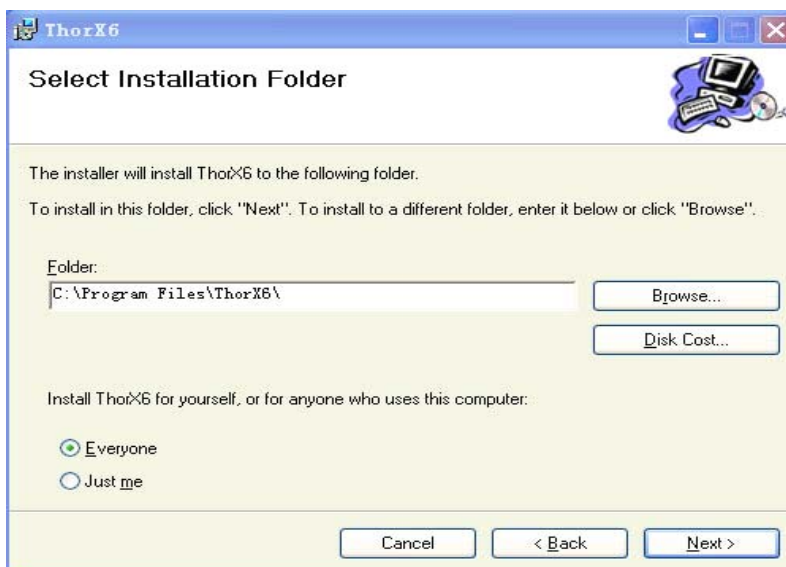 ThorX6
Select Installation Folder
The installer will install ThorX6 to the following folder.
To install in this folder, click "Next". To install to a different folder, enter it below or click "Browse".
Folder:
C:\Program Files\ThorX6\
Browse...
Disk Cost...
Install ThorX6 for yourself, or for anyone who uses this computer:
Everyone
Just me
Cancel
< Back
Next >